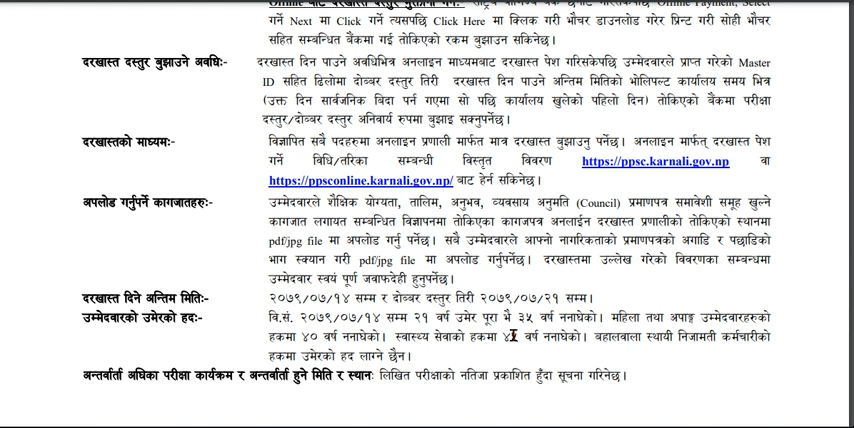 गर्ने Next मा Click गर्ने त्यसपछि Click Here मा क्लिक गरी भौचर डाउनलोड गरेर प्रिन्ट गरी सोही भौचर
सहित सम्बन्धित बैंकमा गई तोकिएको रकम बुझाउन सकिनेछ।
दरखास्त दस्तुर बुझाउने अवधिः- दरखास्त दिन पाउने अवधिभित्र अनलाइन माध्यमबाट दरखास्त पेश गरिसकेपछि उम्मेदवारले प्राप्त गरेको Master
ID सहित ढिलोमा दोब्बर दस्तुर तिरी दरखास्त दिन पाउने अन्तिम मितिको भोलिपल्ट कार्यालय समय भित्र
(उक्त दिन सार्वजनिक बिदा पर्न गएमा सो पछि कार्यालय खुलेको पहिलो दिन) तोकिएको बैंकमा परीक्षा
दस्तुर/दोब्बर दस्तुर अनिवार्य रुपमा बुझाइ सक्नुपर्नेछ।
दरखास्तको माध्यमः- विज्ञापित सबै पदहरुमा अनलाइन प्रणाली मार्फत मात्र दरखास्त बुझाउनु पर्नेछ। अनलाइन मार्फत् दरखास्त पेश
गर्ने विधि/तरिका सम्बन्धी विस्तृत विवरण https://ppsc.karnali.gov.np वा
https://ppsconline.karnali.gov.np/ बाट हेर्न सकिनेछ।
अपलोड गर्नुपर्ने कागजातहरुः- उम्मेदवारले शैक्षिक योग्यता, तालिम, अनुभव, व्यवसाय अनुमति (Council) प्रमाणपत्र समावेशी समूह खुल्ने
कागजात लगायत सम्बन्धित विज्ञापनमा तोकिएका कागजपत्र अनलाईन दरखास्त प्रणालीको तोकिएको स्थानमा
pdf/jpg file मा अपलोड गर्नु पर्नेछ। सबै उम्मेदवारले आफ्नो नागरिकताको प्रमाणपत्रको अगाडि र पछाडिको
भाग स्क्यान गरी pdf/jpg file मा अपलोड गर्नुपर्नेछ। दरखास्तमा उल्लेख गरेको विवरणका सम्बन्धमा
उम्मेदवार स्वयं पूर्ण जवाफदेही हुनुपर्नेछ।
दरखास्त दिने अन्तिम मितिः- २०७९/०७/१४ सम्म र दोब्बर दस्तुर तिरी २०७९/०७/२१ सम्म।
उम्मेदवारको उमेरको हदः- वि.सं. २०७९/०७/१४ सम्म २१ वर्ष उमेर पूरा भै ३५ वर्ष ननाघेको। महिला तथा अपाङ्ग उम्मेदवारहरुको
हकमा ४० वर्ष ननाघेको। स्वास्थ्य सेवाको हकमा वर्ष ननाघेको। बहालवाला स्थायी निजामती कर्मचारीको
हकमा उमेरको हद लाग्ने छैन।
अन्तर्वार्ता अघिका परीक्षा कार्यक्रम र अन्तर्वार्ता हुने मिति र स्थानः लिखित परीक्षाको नतिजा प्रकाशित हुँदा सूचना गरिनेछ।